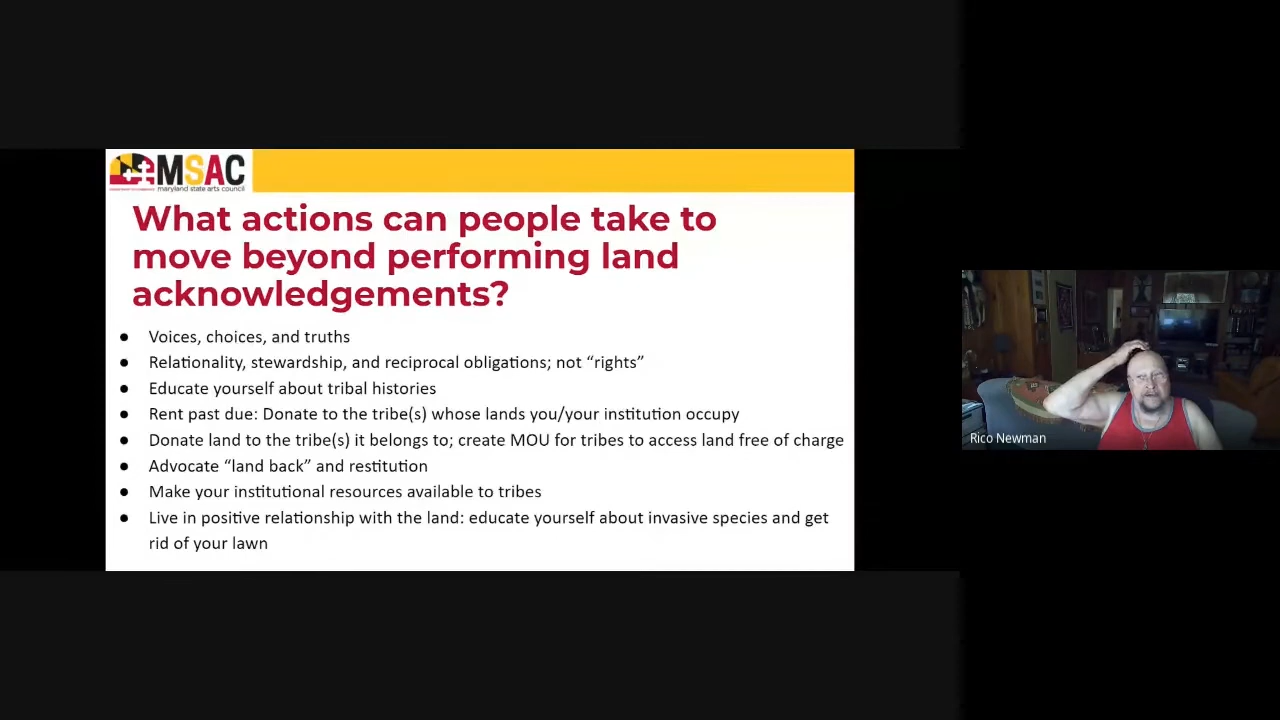 MSAC
maryland state arts council
What actions can people take to
move beyond performing land
acknowledgements?
● Voices, choices, and truths
● Relationality, stewardship, and reciprocal obligations; not “rights”
● Educate yourself about tribal histories
● Rent past due: Donate to the tribe(s) whose lands you/your institution occupy
● Donate land to the tribe(s) it belongs to; create MOU for tribes to access land free of charge
● Advocate “land back” and restitution
● Make your institutional resources available to tribes
● Live in positive relationship with the land: educate yourself about invasive species and get
rid of your lawn
Rico Newman